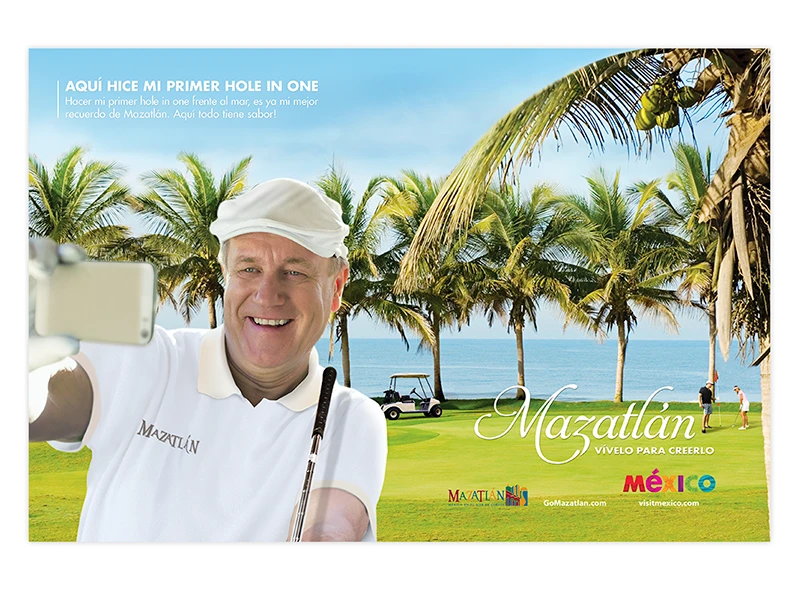 AQUÍ HICE MI PRIMER HOLE IN ONE
Hacer mi primer hole in one frente al mar, es ya mi mejor
recuerdo de Mazatlán. Aquí todo tiene sabor!
MAZATLÁN
Mazatlán
VÍVELO PARA CREERLO
MAZATLÁN
GoMazatlan.com
MéXICO
visitmexico.com